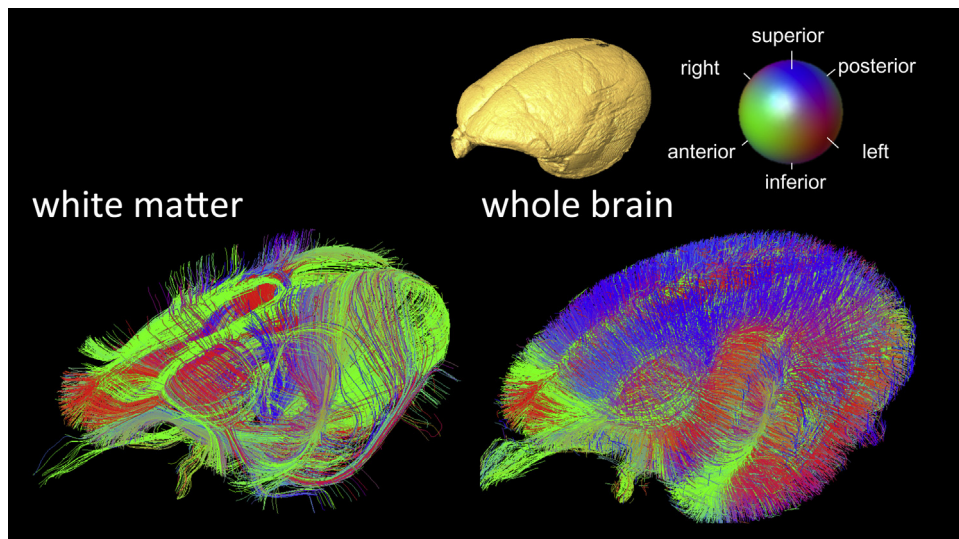 superior
right
posterior
anterior
left
inferior
white matter
whole brain